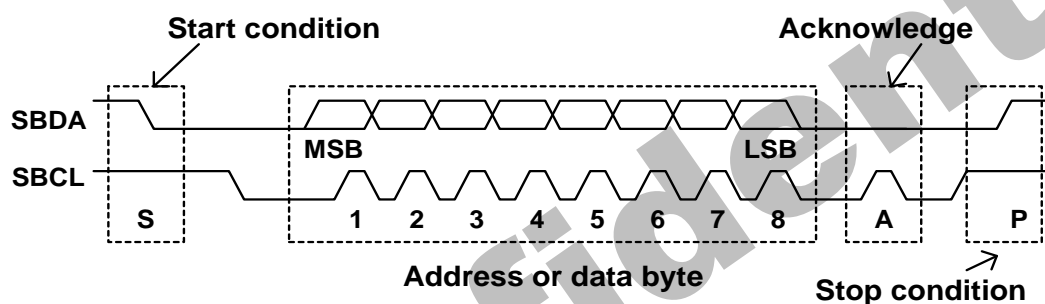 Start condition
Acknowledge
SBDA
MSB
LSB
SBCL
S
1 2 3 4 5 6 7 8
A
P
Address or data byte
Stop condition